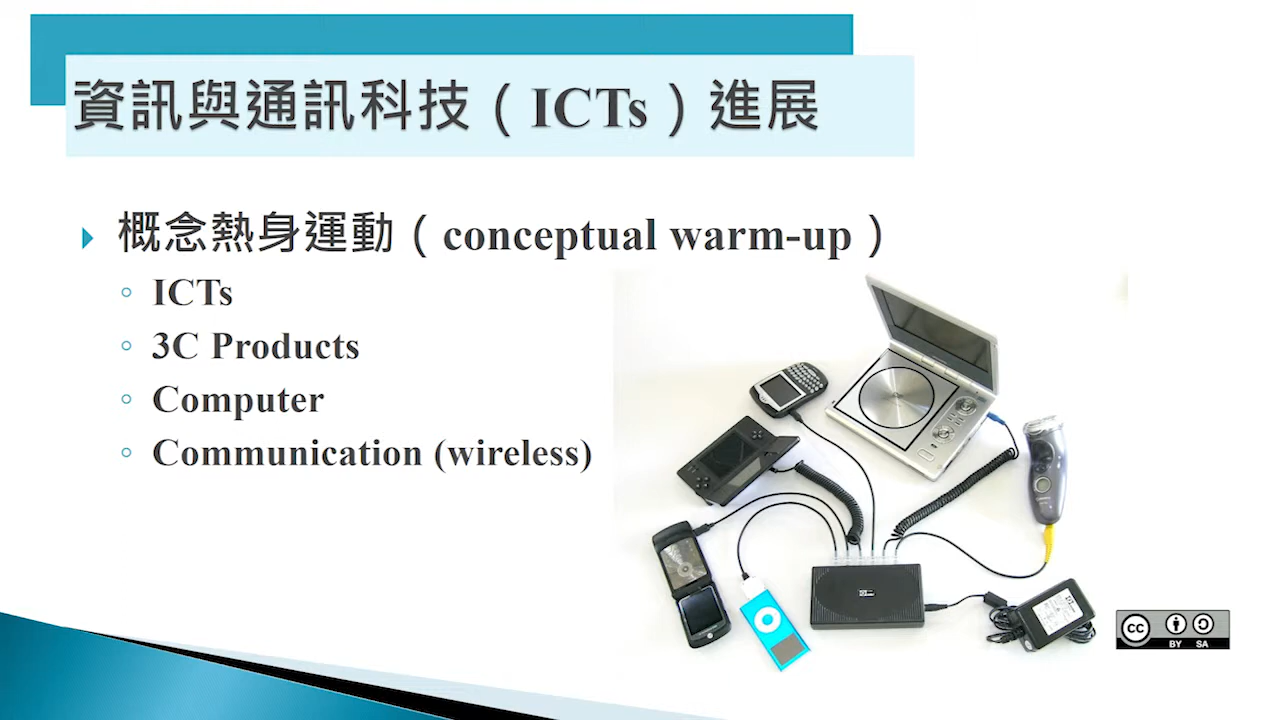 資訊與通訊科技（ICTs）進展
概念熱身運動（conceptual warm-up）
ICTs
3C Products
Computer
Communication (wireless)
cc
BY SA